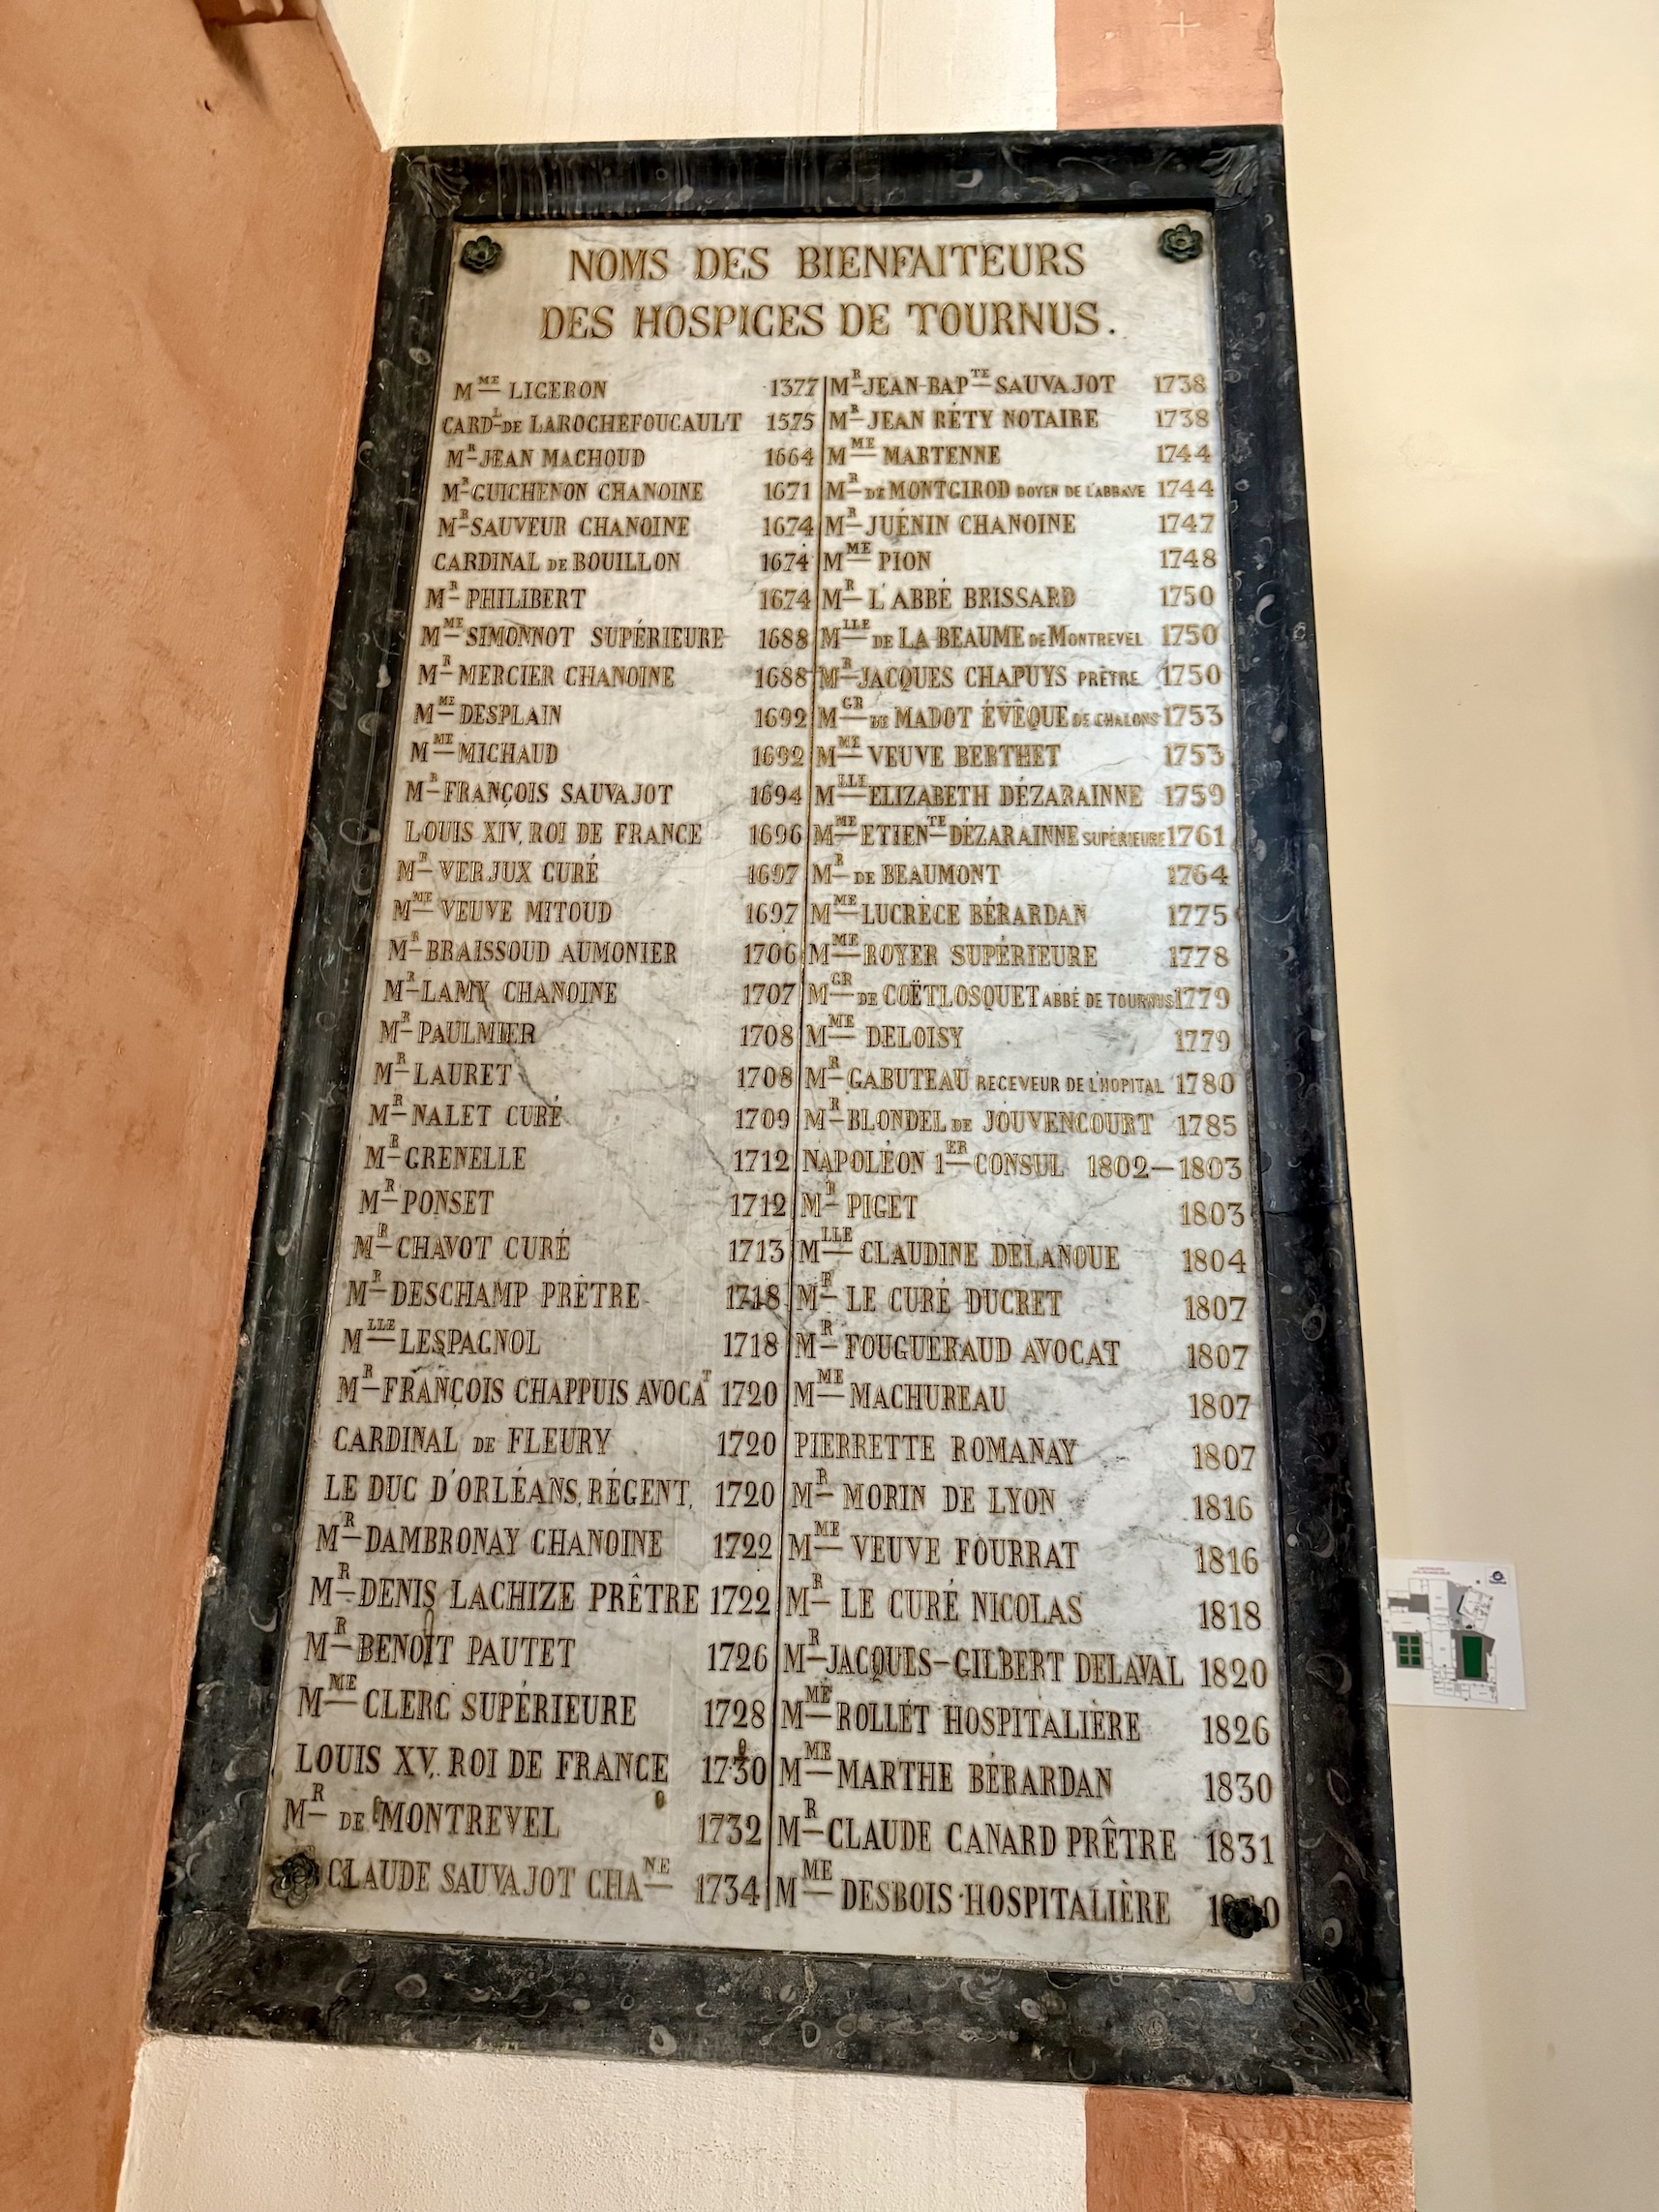 NOMS DES BIENFAITEURS
DES HOSPICES DE TOURNUS.
MME LIGERON 1377
CARDL DE LAROCHEFOUCAULT 1575
MR JEAN MACHOUD 1664
MR GUICHENON CHANOINE 1671
MR SAUVEUR CHANOINE 1674
CARDINAL DE BOUILLON 1674
MR PHILIBERT 1674
MME SIMONNOT SUPÉRIEURE 1688
MR MERCIER CHANOINE 1688
MME DESPLAIN 1692
MME MICHAUD 1692
MR FRANÇOIS SAUVAJOT 1694
LOUIS XIV, ROI DE FRANCE 1696
MR VERJUX CURÉ 1697
MME VEUVE MITOUD 1697
MR BRAISSOUD AUMONIER 1706
MR LAMY CHANOINE 1707
MR PAULMIER 1708
MR LAURET 1708
MR NALET CURÉ 1709
MR GRENELLE 1712
MR PONSET 1712
MR CHAVOT CURÉ 1713
MR DESCHAMP PRÊTRE 1718
MLLE LESPAGNOL 1718
MR FRANÇOIS CHAPPUIS AVOCAT 1720
CARDINAL DE FLEURY 1720
LE DUC D'ORLÉANS, RÉGENT, 1720
MR DAMBRONAY CHANOINE 1722
MR DENIS LACHIZE PRÊTRE 1722
MR BENOÎT PAUTET 1726
MME CLERC SUPÉRIEURE 1728
LOUIS XV, ROI DE FRANCE 1730
MR DE MONTREVEL 1732
CLAUDE SAUVAJOT CHANE 1734
MR JEAN-BAPTE SAUVAJOT 1738
MR JEAN RÉTY NOTAIRE 1738
MME MARTENNE 1744
MR DE MONTGIROD DOYEN DE L'ABBAYE 1744
MR JUÉNIN CHANOINE 1747
MME PION 1748
MR L'ABBÉ BRISSARD 1750
MLLE DE LA BEAUME DE MONTREVEL 1750
MR JACQUES CHAPUYS PRÊTRE 1750
MGR DE MADOT ÉVÊQUE DE CHALONS 1753
MME VEUVE BERTHET 1753
MLLE ELIZABETH DÉZARAINNE 1759
MME ETIENTE DÉZARAINNE SUPÉRIEURE 1761
MR DE BEAUMONT 1764
MME LUCRÈCE BÉRARDAN 1775
MME ROYER SUPÉRIEURE 1778
MGR DE COËTLOSQUET ABBÉ DE TOURNUS 1779
MME DELOISY 1779
MR GABUTEAU RECEVEUR DE L'HOPITAL 1780
MR BLONDEL DE JOUVENCOURT 1785
NAPOLÉON 1ER CONSUL 1802–1803
MR PIGET 1803
MLLE CLAUDINE DELANOUE 1804
MR LE CURÉ DUCRET 1807
MR FOUGUERAUD AVOCAT 1807
MME MACHUREAU 1807
PIERRETTE ROMANAY 1807
MR MORIN DE LYON 1816
MME VEUVE FOURRAT 1816
MR LE CURÉ NICOLAS 1818
MR JACQUES-GILBERT DELAVAL 1820
MME ROLLET HOSPITALIÈRE 1826
MME MARTHE BÉRARDAN 1830
MR CLAUDE CANARD PRÊTRE 1831
MME DESBOIS HOSPITALIÈRE